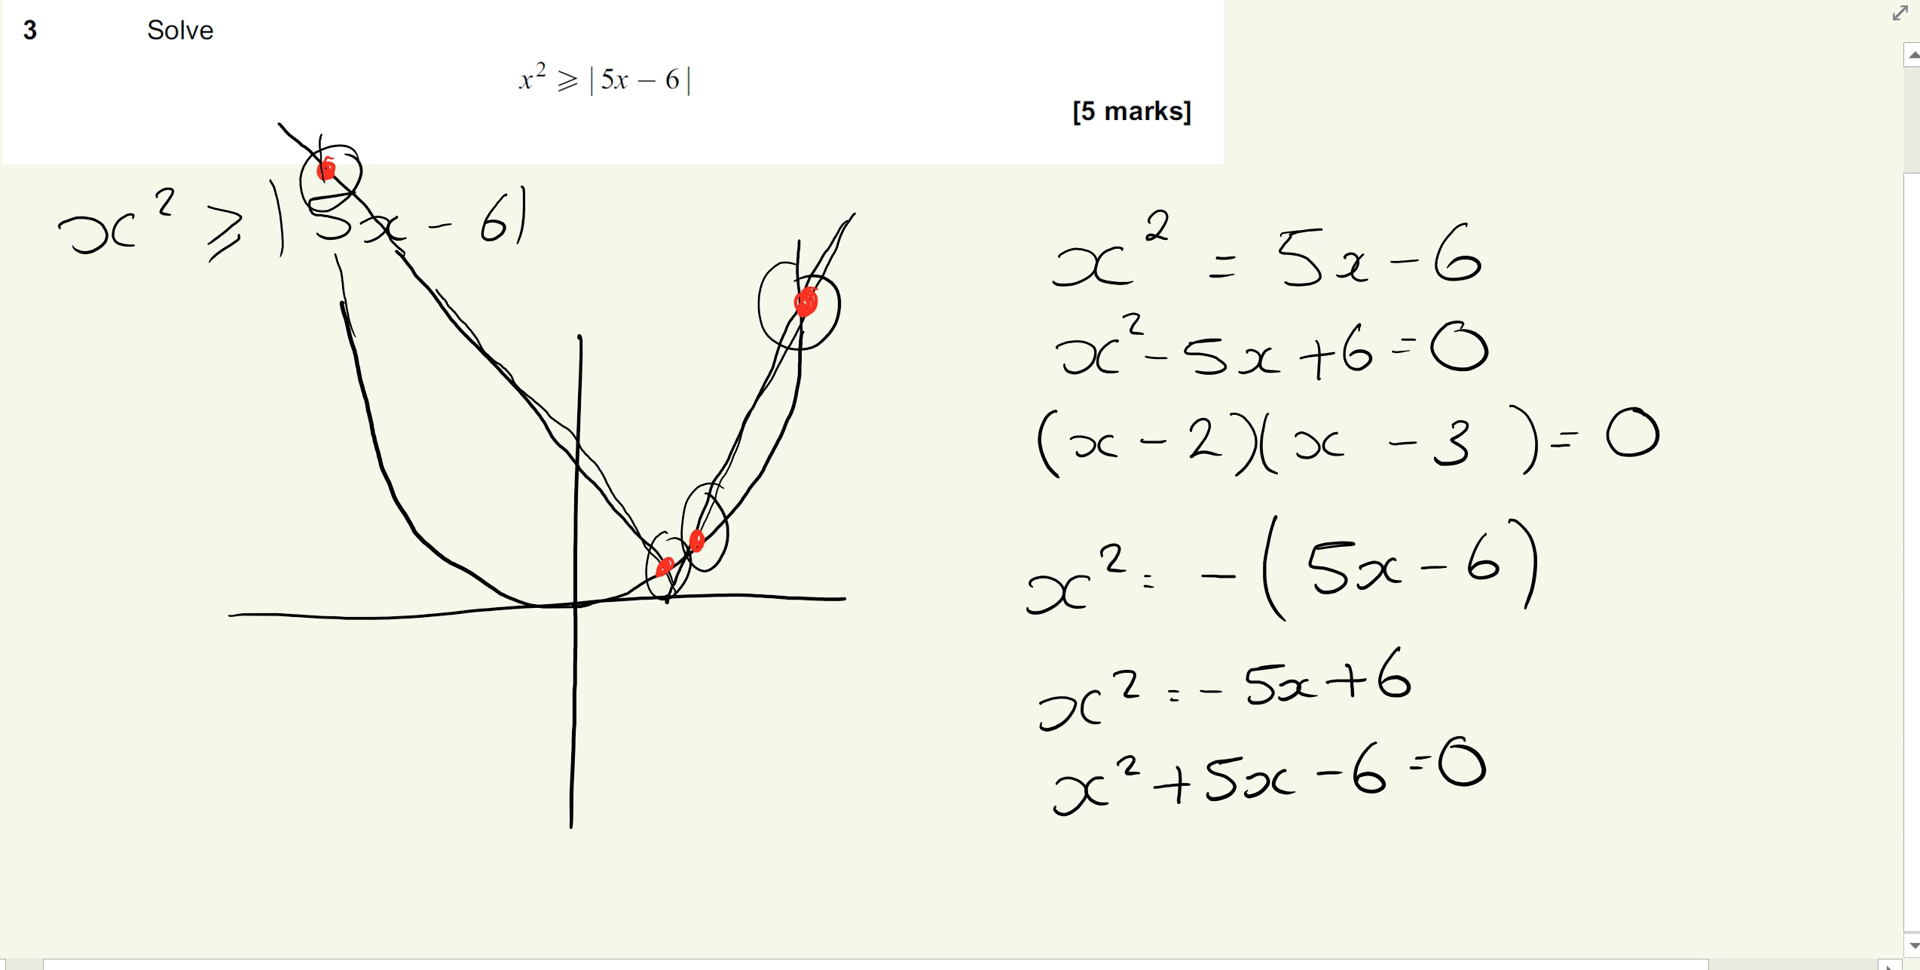 3 Solve
x² ⩾ | 5x − 6 |
[5 marks]
x² ⩾ |5x − 6|
x² = 5x − 6
x² − 5x + 6 = 0
(x − 2)(x − 3) = 0
x² = −(5x − 6)
x² = −5x + 6
x² + 5x − 6 = 0